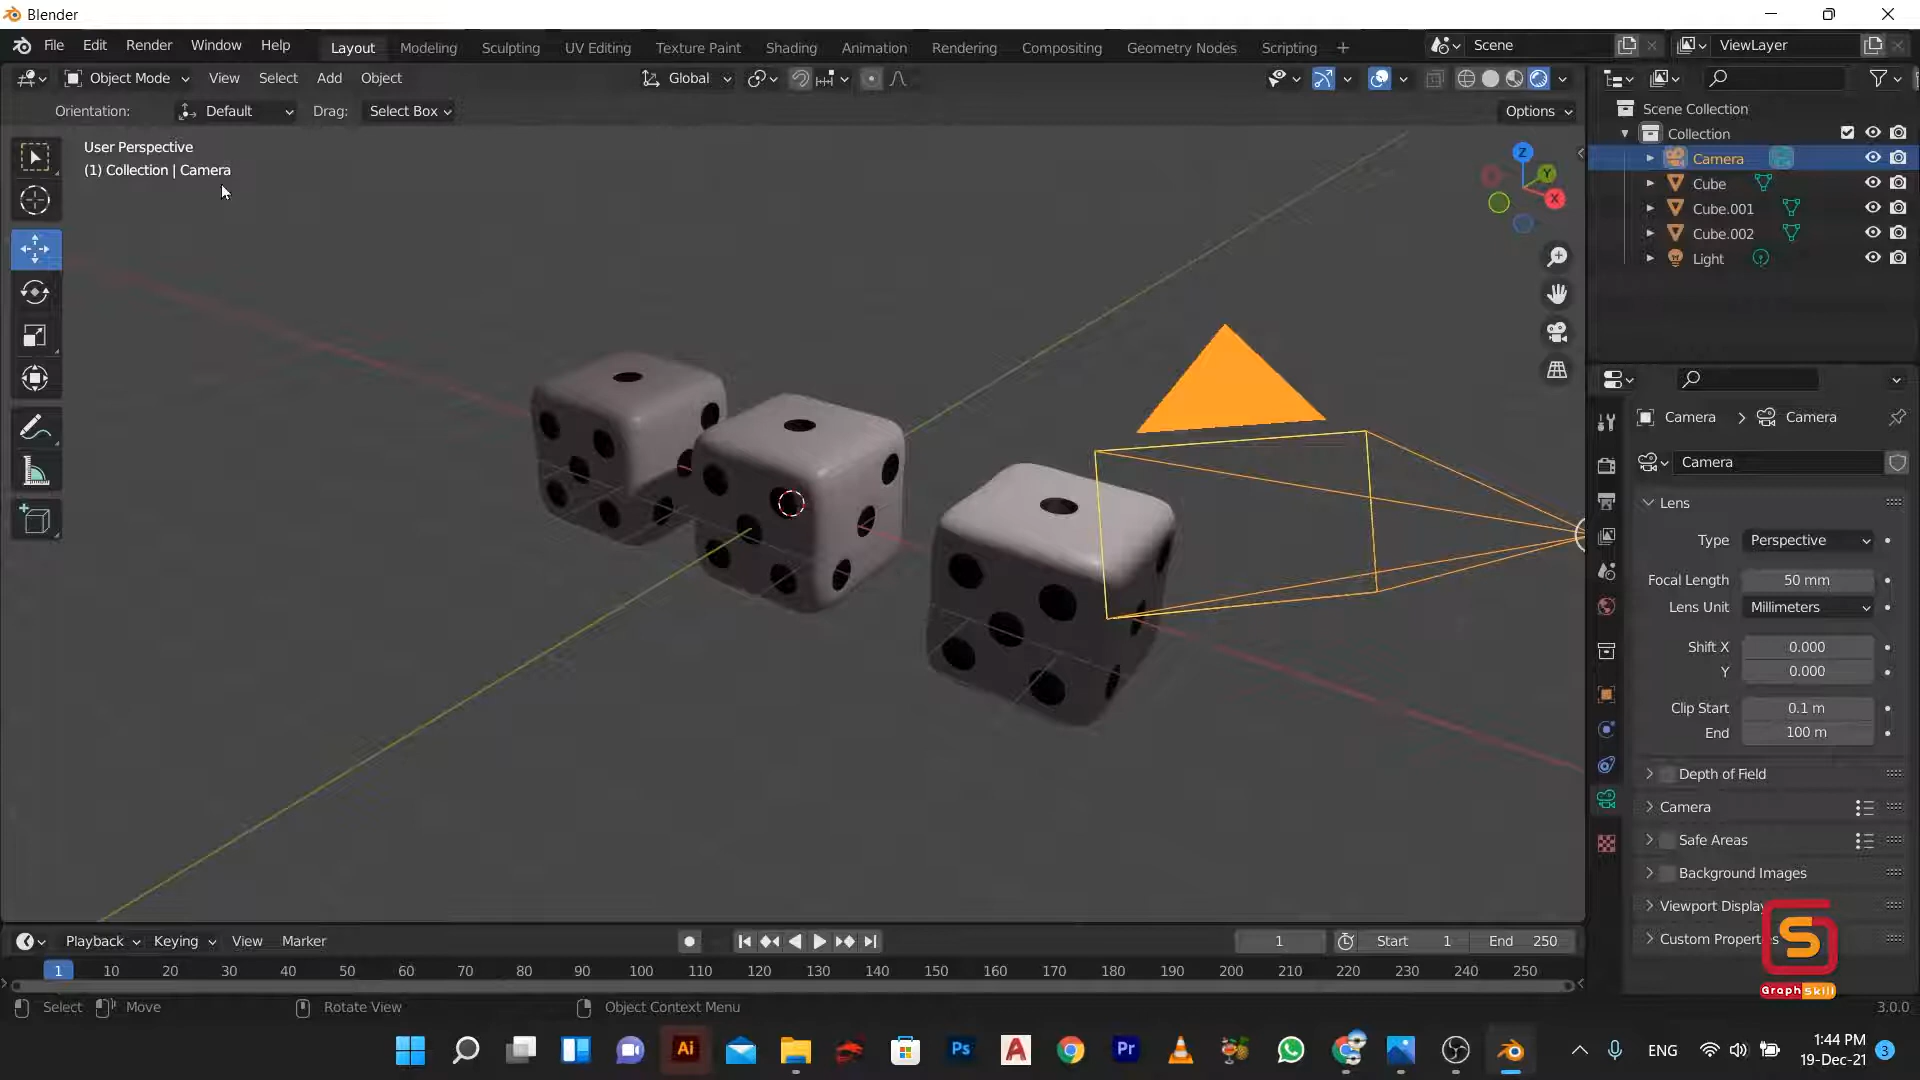 Blender
File Edit Render Window Help Layout Modeling Sculpting UV Editing Texture Paint Shading Animation Rendering Compositing Geometry Nodes Scripting + Scene ViewLayer
Object Mode View Select Add Object Global
Orientation: Default Drag: Select Box Options
User Perspective
(1) Collection | Camera
Z
Y
X
Scene Collection
Collection
Camera
Cube
Cube.001
Cube.002
Light
Camera > Camera
Camera
Lens
Type Perspective
Focal Length 50 mm
Lens Unit Millimeters
Shift X 0.000
Y 0.000
Clip Start 0.1 m
End 100 m
Depth of Field
Camera
Safe Areas
Background Images
Viewport Display
Custom Properties
S
Graph Skill
Playback Keying View Marker 1 Start 1 End 250
1 10 20 30 40 50 60 70 80 90 100 110 120 130 140 150 160 170 180 190 200 210 220 230 240 250
Select Move Rotate View Object Context Menu 3.0.0
Ai Ps A Pr ENG 1:44 PM
19-Dec-21 3